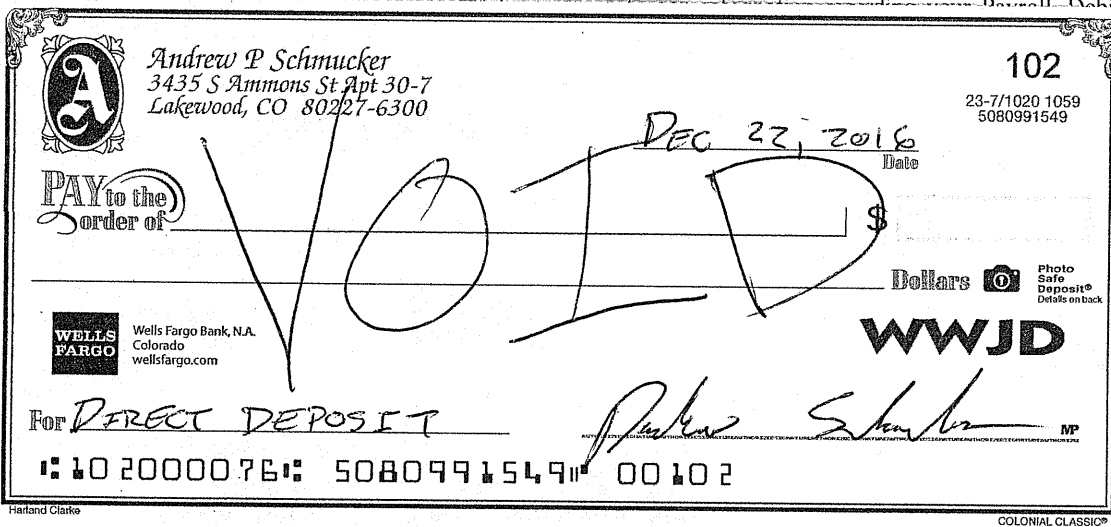 A
Andrew P Schmucker
3435 S Ammons St Apt 30-7
Lakewood, CO 80227-6300
102
23-7/1020 1059
5080991549
DEC 22, 2016
Date
PAY to the
order of
$
VOID
Dollars
Photo
Safe
Deposit®
Details on back
WELLS
FARGO
Wells Fargo Bank, N.A.
Colorado
wellsfargo.com
WWJD
For DIRECT DEPOSIT
MP
⑆102000076⑆ 5080991549⑈ 00102
Harland Clarke
COLONIAL CLASSIC®